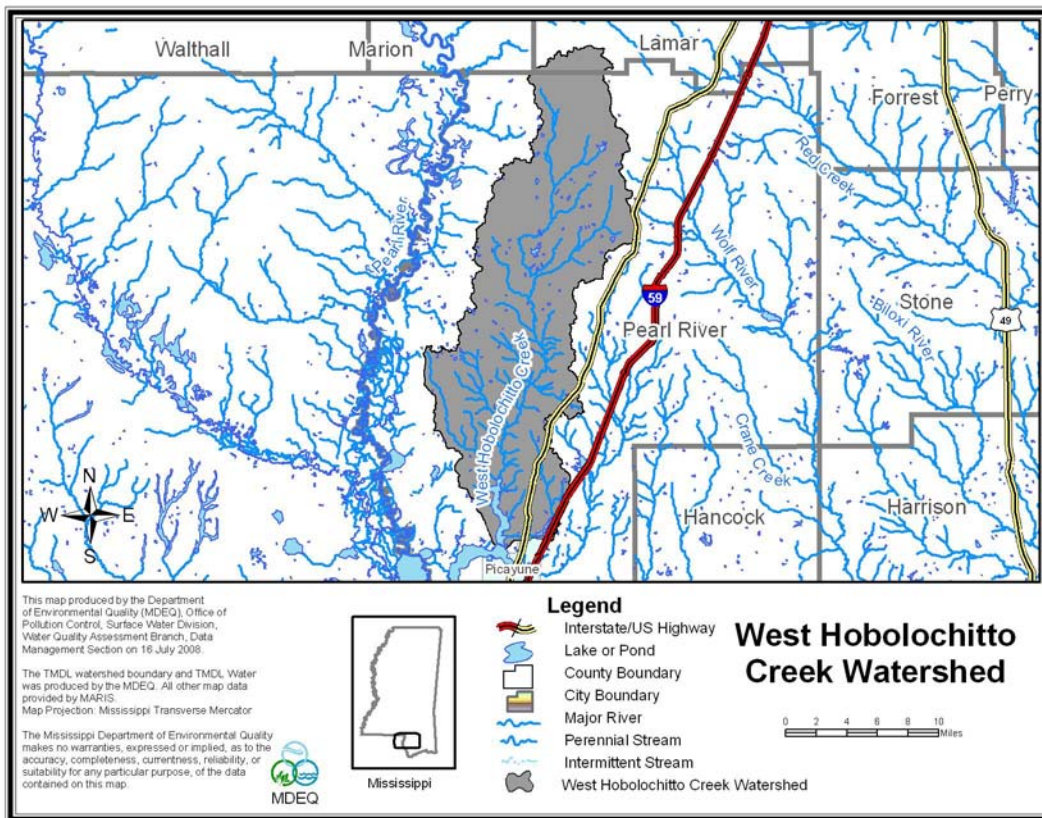 Walthall
Marion
Lamar
Forrest
Perry
Red Creek
Pearl River
Wolf River
59
Stone
49
Pearl River
Biloxi River
West Hobolochitto Creek
Crane Creek
N
W E
S
Hancock
Harrison
Picayune
This map produced by the Department
of Environmental Quality (MDEQ), Office of
Pollution Control, Surface Water Division,
Water Quality Assessment Branch, Data
Management Section on 16 July 2008.
The TMDL watershed boundary and TMDL Water
was produced by the MDEQ. All other map data
provided by MARIS.
Map Projection: Mississippi Transverse Mercator
The Mississippi Department of Environmental Quality
makes no warranties, expressed or implied, as to the
accuracy, completeness, currentness, reliability, or
suitability for any particular purpose, of the data
contained on this map.
MDEQ
Mississippi
Legend
Interstate/US Highway
Lake or Pond
County Boundary
City Boundary
Major River
Perennial Stream
Intermittent Stream
West Hobolochitto Creek Watershed
West Hobolochitto
Creek Watershed
0 2 4 6 8 10
Miles